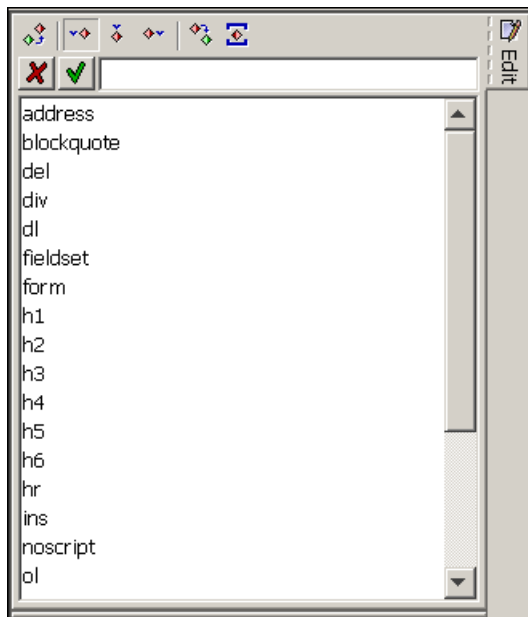 Edit
address
blockquote
del
div
dl
fieldset
form
h1
h2
h3
h4
h5
h6
hr
ins
noscript
ol